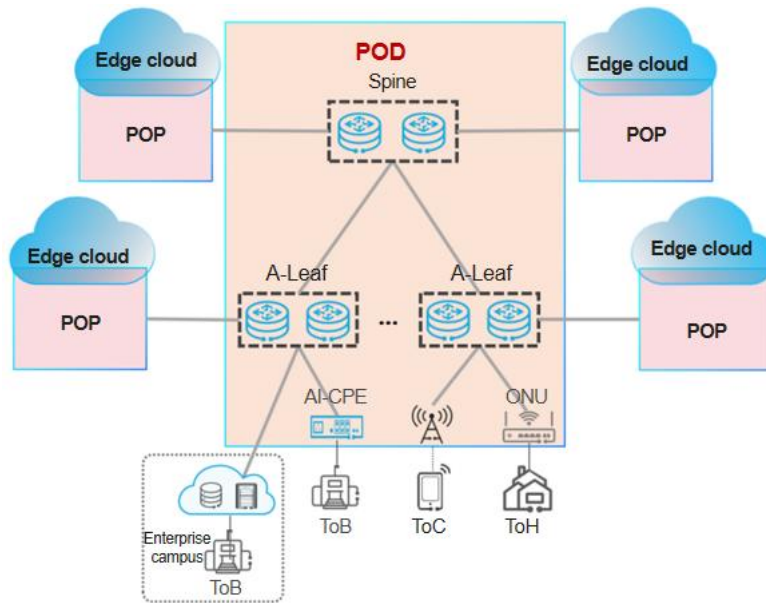 Edge cloud
POP
POD
Spine
Edge cloud
POP
Edge cloud
POP
A-Leaf
...
A-Leaf
Edge cloud
POP
AI-CPE
ONU
Enterprise
campus
ToB
ToB
ToC
ToH